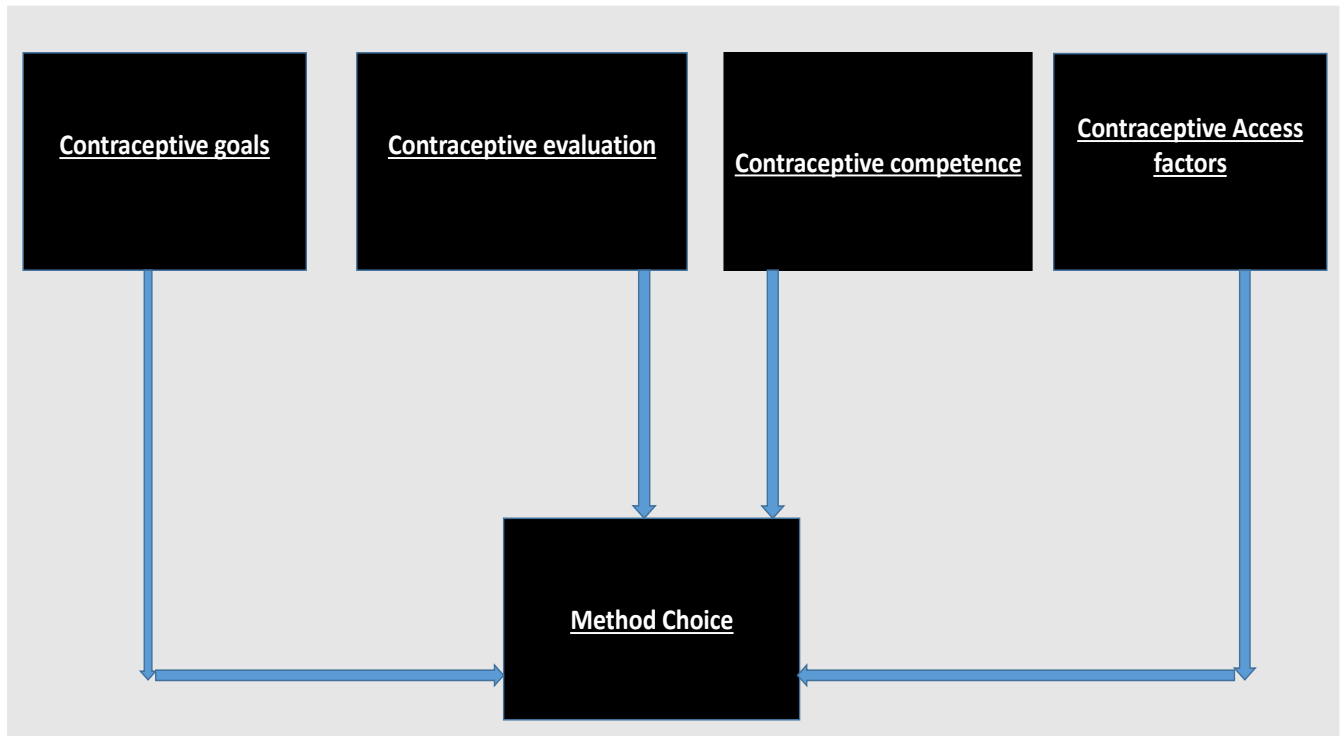 Contraceptive goals
Contraceptive evaluation
Contraceptive competence
Contraceptive Access
factors
Method Choice